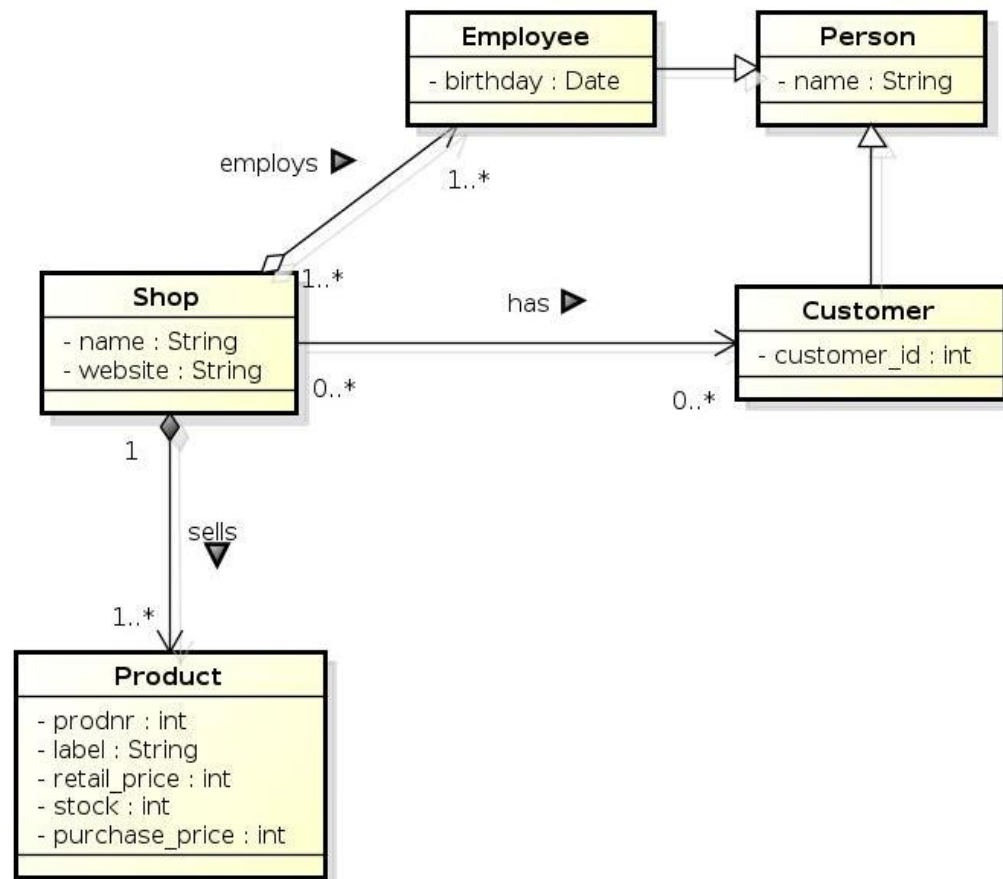 Employee
- birthday : Date
Person
- name : String
employs
1..*
1..*
Shop
- name : String
- website : String
has
0..*
0..*
Customer
- customer_id : int
1
sells
1..*
Product
- prodnr : int
- label : String
- retail_price : int
- stock : int
- purchase_price : int